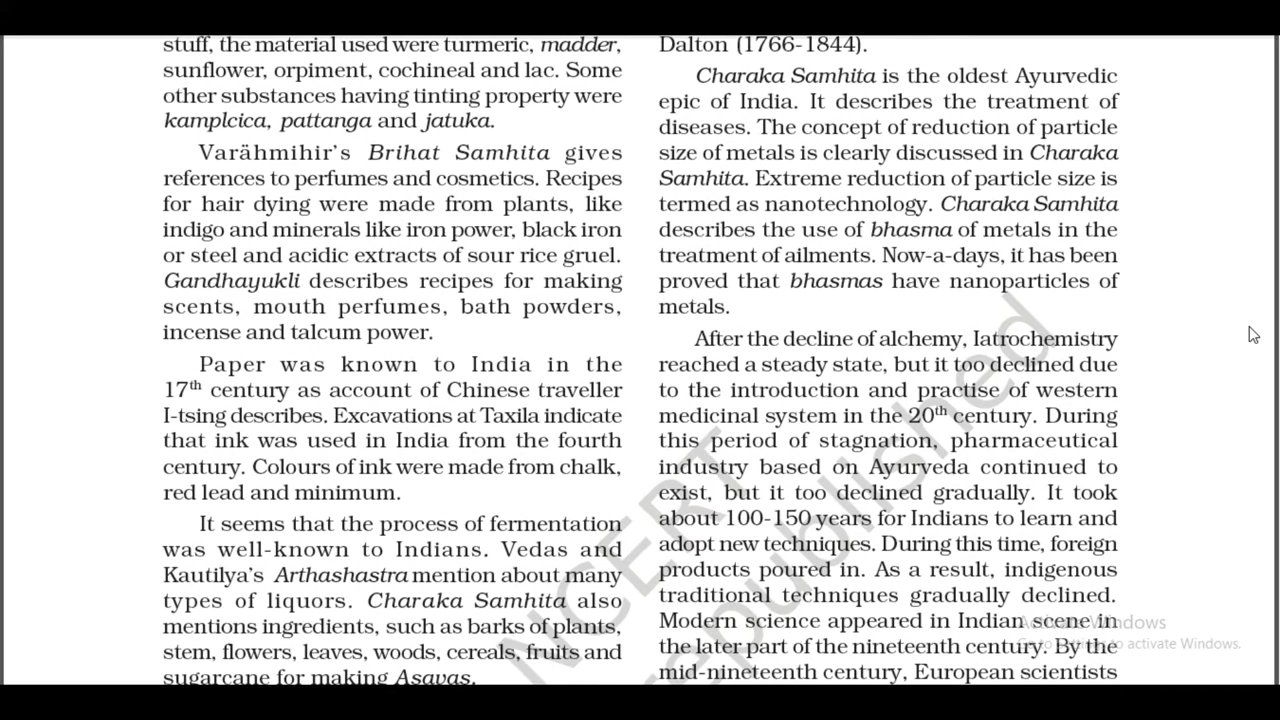 stuff, the material used were turmeric, madder,
sunflower, orpiment, cochineal and lac. Some
other substances having tinting property were
kamplcica, pattanga and jatuka.
Varähmihir's Brihat Samhita gives
references to perfumes and cosmetics. Recipes
for hair dying were made from plants, like
indigo and minerals like iron power, black iron
or steel and acidic extracts of sour rice gruel.
Gandhayukli describes recipes for making
scents, mouth perfumes, bath powders,
incense and talcum power.
Paper was known to India in the
17th century as account of Chinese traveller
I-tsing describes. Excavations at Taxila indicate
that ink was used in India from the fourth
century. Colours of ink were made from chalk,
red lead and minimum.
It seems that the process of fermentation
was well-known to Indians. Vedas and
Kautilya's Arthashastra mention about many
types of liquors. Charaka Samhita also
mentions ingredients, such as barks of plants,
stem, flowers, leaves, woods, cereals, fruits and
sugarcane for making Asavas.
Dalton (1766-1844).
Charaka Samhita is the oldest Ayurvedic
epic of India. It describes the treatment of
diseases. The concept of reduction of particle
size of metals is clearly discussed in Charaka
Samhita. Extreme reduction of particle size is
termed as nanotechnology. Charaka Samhita
describes the use of bhasma of metals in the
treatment of ailments. Now-a-days, it has been
proved that bhasmas have nanoparticles of
metals.
After the decline of alchemy, Iatrochemistry
reached a steady state, but it too declined due
to the introduction and practise of western
medicinal system in the 20th century. During
this period of stagnation, pharmaceutical
industry based on Ayurveda continued to
exist, but it too declined gradually. It took
about 100-150 years for Indians to learn and
adopt new techniques. During this time, foreign
products poured in. As a result, indigenous
traditional techniques gradually declined.
Modern science appeared in Indian scene in
the later part of the nineteenth century. By the
mid-nineteenth century, European scientists
NCERT
republished
Activate Windows
Go to Settings to activate Windows.